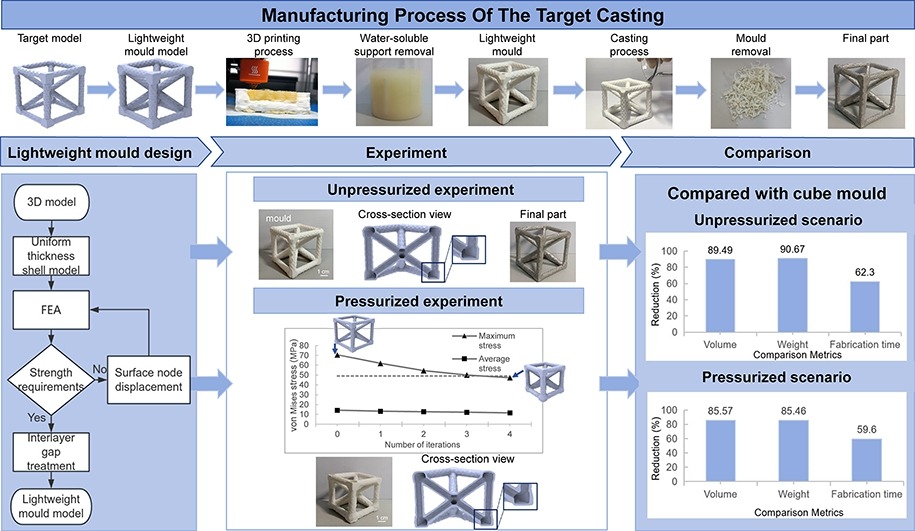 Manufacturing Process Of The Target Casting
Target model
Lightweight
mould model
3D printing
process
Water-soluble
support removal
Lightweight
mould
Casting
process
Mould
removal
Final part
Lightweight mould design
Experiment
Comparison
3D model
Uniform
thickness
shell model
FEA
Strength
requirements
No
Surface node
displacement
Yes
Interlayer
gap
treatment
Lightweight
mould model
Unpressurized experiment
mould
1 cm
Cross-section view
Final part
Pressurized experiment
von Mises stress (MPa)
80
70
60
50
40
30
20
10
0
Maximum
stress
Average
stress
0 1 2 3 4
Number of iterations
1 cm
Cross-section view
Compared with cube mould
Unpressurized scenario
Reduction (%)
100
80
60
40
20
0
89.49
90.67
62.3
Volume
Weight
Fabrication time
Comparison Metrics
Pressurized scenario
Reduction (%)
100
80
60
40
20
0
85.57
85.46
59.6
Volume
Weight
Fabrication time
Comparison Metrics